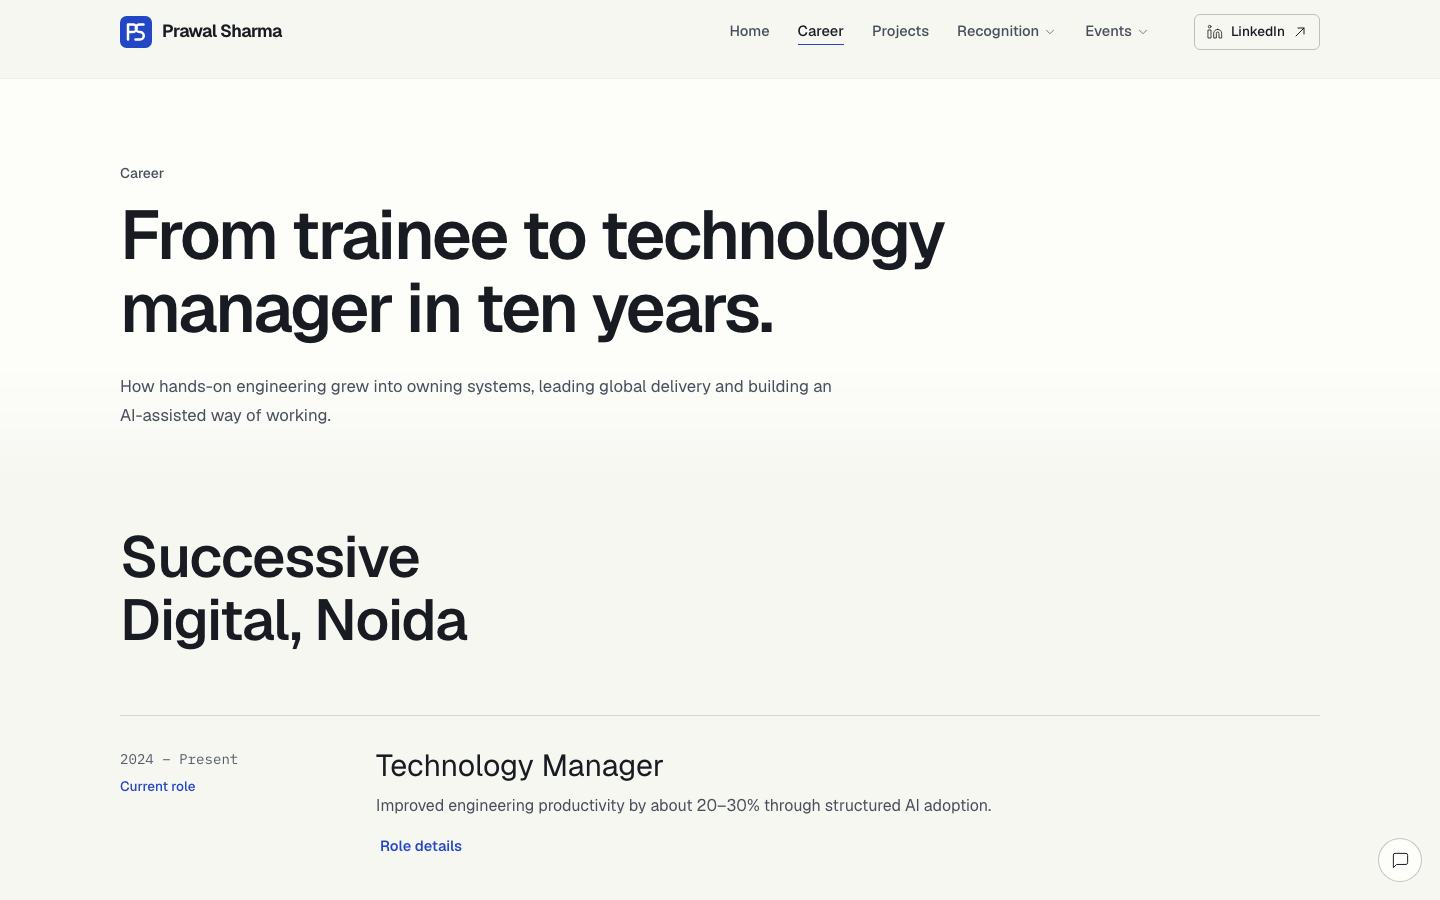 PS Prawal Sharma
Home Career Projects Recognition Events LinkedIn
Career
From trainee to technology
manager in ten years.
How hands-on engineering grew into owning systems, leading global delivery and building an
AI-assisted way of working.
Successive
Digital, Noida
2024 – Present
Current role
Technology Manager
Improved engineering productivity by about 20–30% through structured AI adoption.
Role details